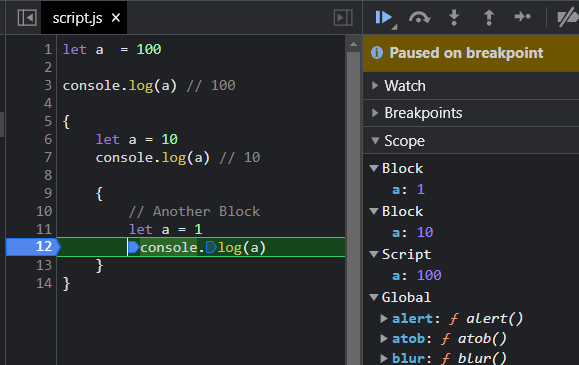 script.js ×
1 let a  = 100
2
3 console.log(a) // 100
4
5 {
6     let a = 10
7     console.log(a) // 10
8
9     {
10         // Another Block
11         let a = 1
12         console.log(a)
13     }
14 }
Paused on breakpoint
Watch
Breakpoints
Scope
Block
a: 1
Block
a: 10
Script
a: 100
Global
alert: ƒ alert()
atob: ƒ atob()
blur: ƒ blur()